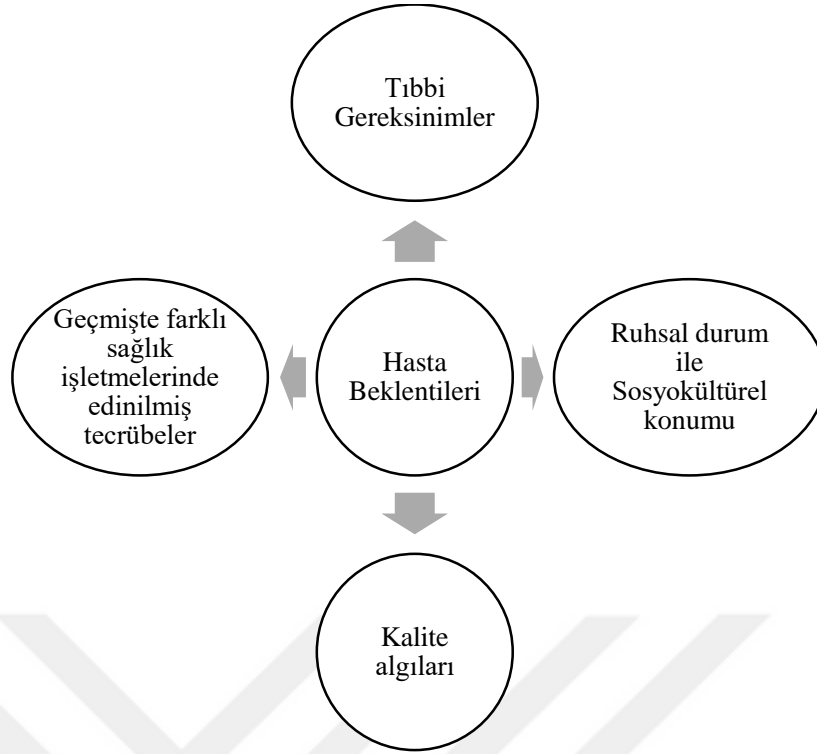 Tıbbi
Gereksinimler
Geçmişte farklı
sağlık
işletmelerinde
edinilmiş
tecrübeler
Hasta
Beklentileri
Ruhsal durum
ile
Sosyokültürel
konumu
Kalite
algıları